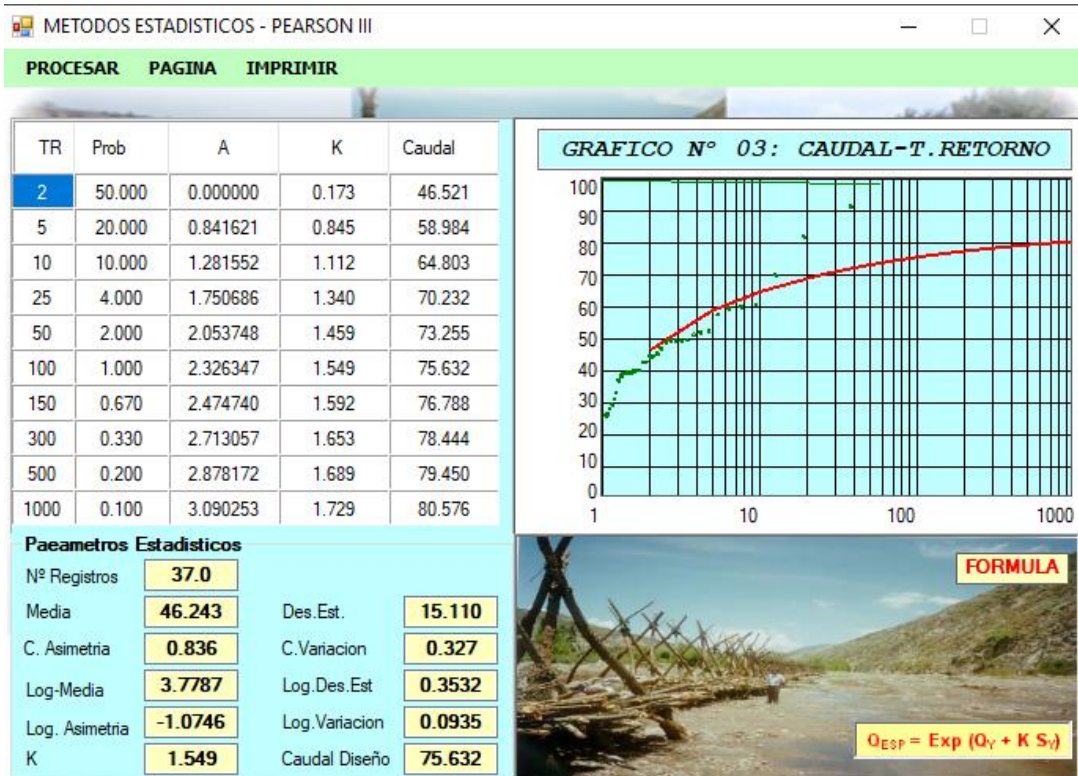 METODOS ESTADISTICOS - PEARSON III
PROCESAR PAGINA IMPRIMIR
TR Prob A K Caudal
2 50.000 0.000000 0.173 46.521
5 20.000 0.841621 0.845 58.984
10 10.000 1.281552 1.112 64.803
25 4.000 1.750686 1.340 70.232
50 2.000 2.053748 1.459 73.255
100 1.000 2.326347 1.549 75.632
150 0.670 2.474740 1.592 76.788
300 0.330 2.713057 1.653 78.444
500 0.200 2.878172 1.689 79.450
1000 0.100 3.090253 1.729 80.576
GRAFICO Nº 03: CAUDAL-T.RETORNO
100
90
80
70
60
50
40
30
20
10
0
1 10 100 1000
Paeametros Estadisticos
Nº Registros 37.0
Media 46.243 Des.Est. 15.110
C. Asimetria 0.836 C.Variacion 0.327
Log-Media 3.7787 Log.Des.Est 0.3532
Log. Asimetria -1.0746 Log.Variacion 0.0935
K 1.549 Caudal Diseño 75.632
FORMULA
QESP = Exp (QY + K SY)